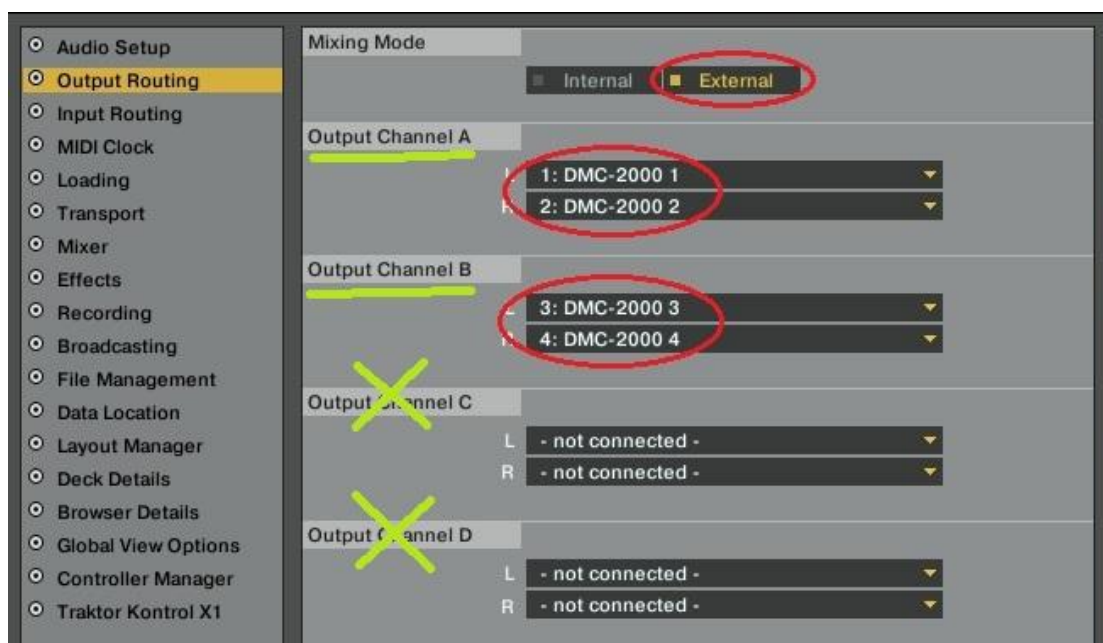 Audio Setup
Output Routing
Input Routing
MIDI Clock
Loading
Transport
Mixer
Effects
Recording
Broadcasting
File Management
Data Location
Layout Manager
Deck Details
Browser Details
Global View Options
Controller Manager
Traktor Kontrol X1
Mixing Mode
Internal External
Output Channel A
L 1: DMC-2000 1
R 2: DMC-2000 2
Output Channel B
L 3: DMC-2000 3
R 4: DMC-2000 4
Output Channel C
L - not connected -
R - not connected -
Output Channel D
L - not connected -
R - not connected -